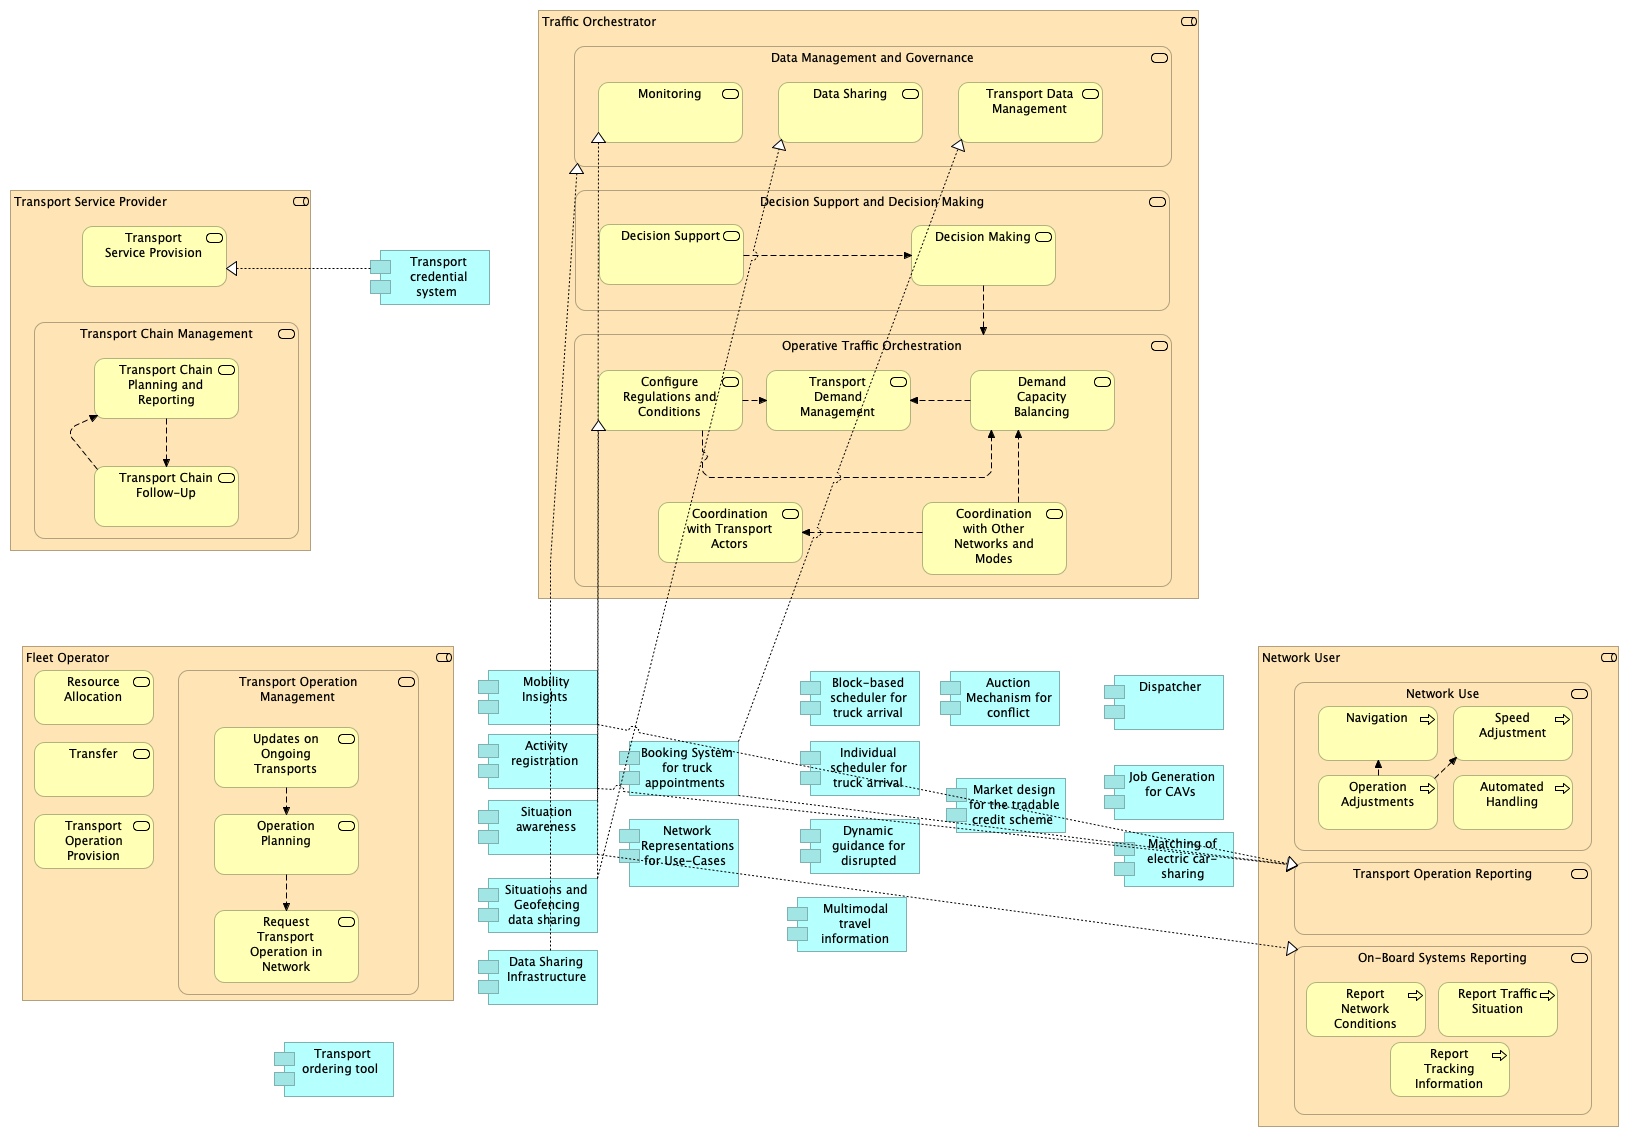 Traffic Orchestrator
Data Management and Governance
Monitoring
Data Sharing
Transport Data
Management
Decision Support and Decision Making
Decision Support
Decision Making
Operative Traffic Orchestration
Configure
Regulations and
Conditions
Transport
Demand
Management
Demand
Capacity
Balancing
Coordination
with Transport
Actors
Coordination
with Other
Networks and
Modes
Transport Service Provider
Transport
Service Provision
Transport Chain Management
Transport Chain
Planning and
Reporting
Transport Chain
Follow-Up
Transport
credential
system
Fleet Operator
Resource
Allocation
Transfer
Transport
Operation
Provision
Transport Operation
Management
Updates on
Ongoing
Transports
Operation
Planning
Request
Transport
Operation in
Network
Transport
ordering tool
Mobility
Insights
Activity
registration
Situation
awareness
Situations and
Geofencing
data sharing
Data Sharing
Infrastructure
Booking System
for truck
appointments
Network
Representations
for Use-Cases
Block-based
scheduler for
truck arrival
Individual
scheduler for
truck arrival
Dynamic
guidance for
disrupted
Multimodal
travel
information
Auction
Mechanism for
conflict
Market design
for the tradable
credit scheme
Dispatcher
Job Generation
for CAVs
Matching of
electric car-
sharing
Network User
Network Use
Navigation
Speed
Adjustment
Operation
Adjustments
Automated
Handling
Transport Operation Reporting
On-Board Systems Reporting
Report
Network
Conditions
Report Traffic
Situation
Report
Tracking
Information